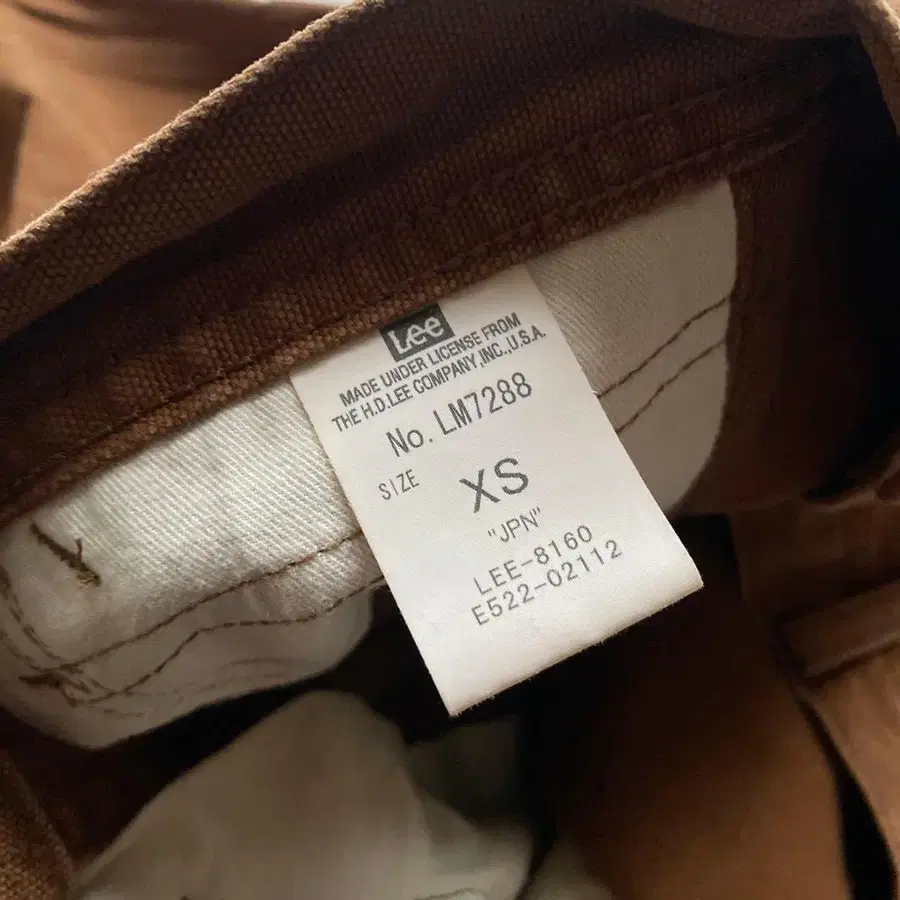 Lee
MADE UNDER LICENSE FROM
THE H.D.LEE COMPANY,INC.,U.S.A.
No. LM7288
SIZE
XS
"JPN"
LEE-8160
E522-02112